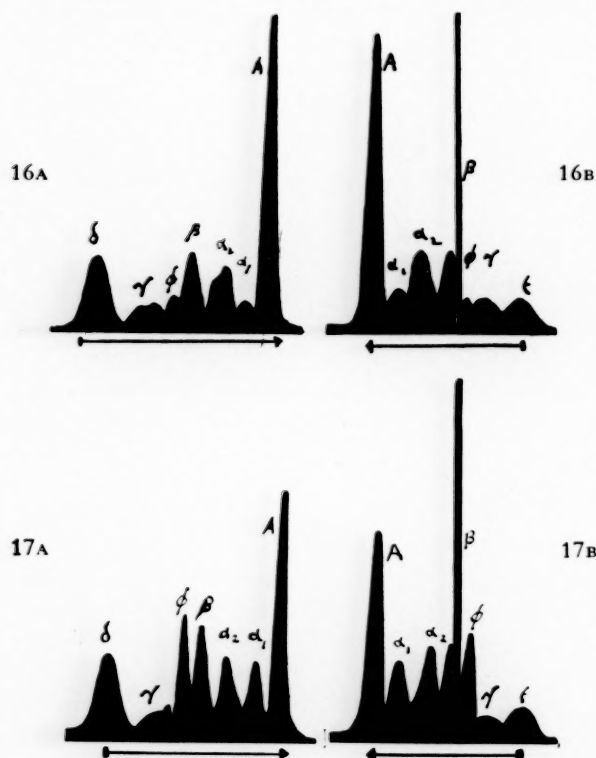 16A
δ γ ϕ β α₂ α₁ A
16B
A α₁ α₂ β ϕ γ ε
17A
δ γ ϕ β α₂ α₁ A
17B
A α₁ α₂ β ϕ γ ε